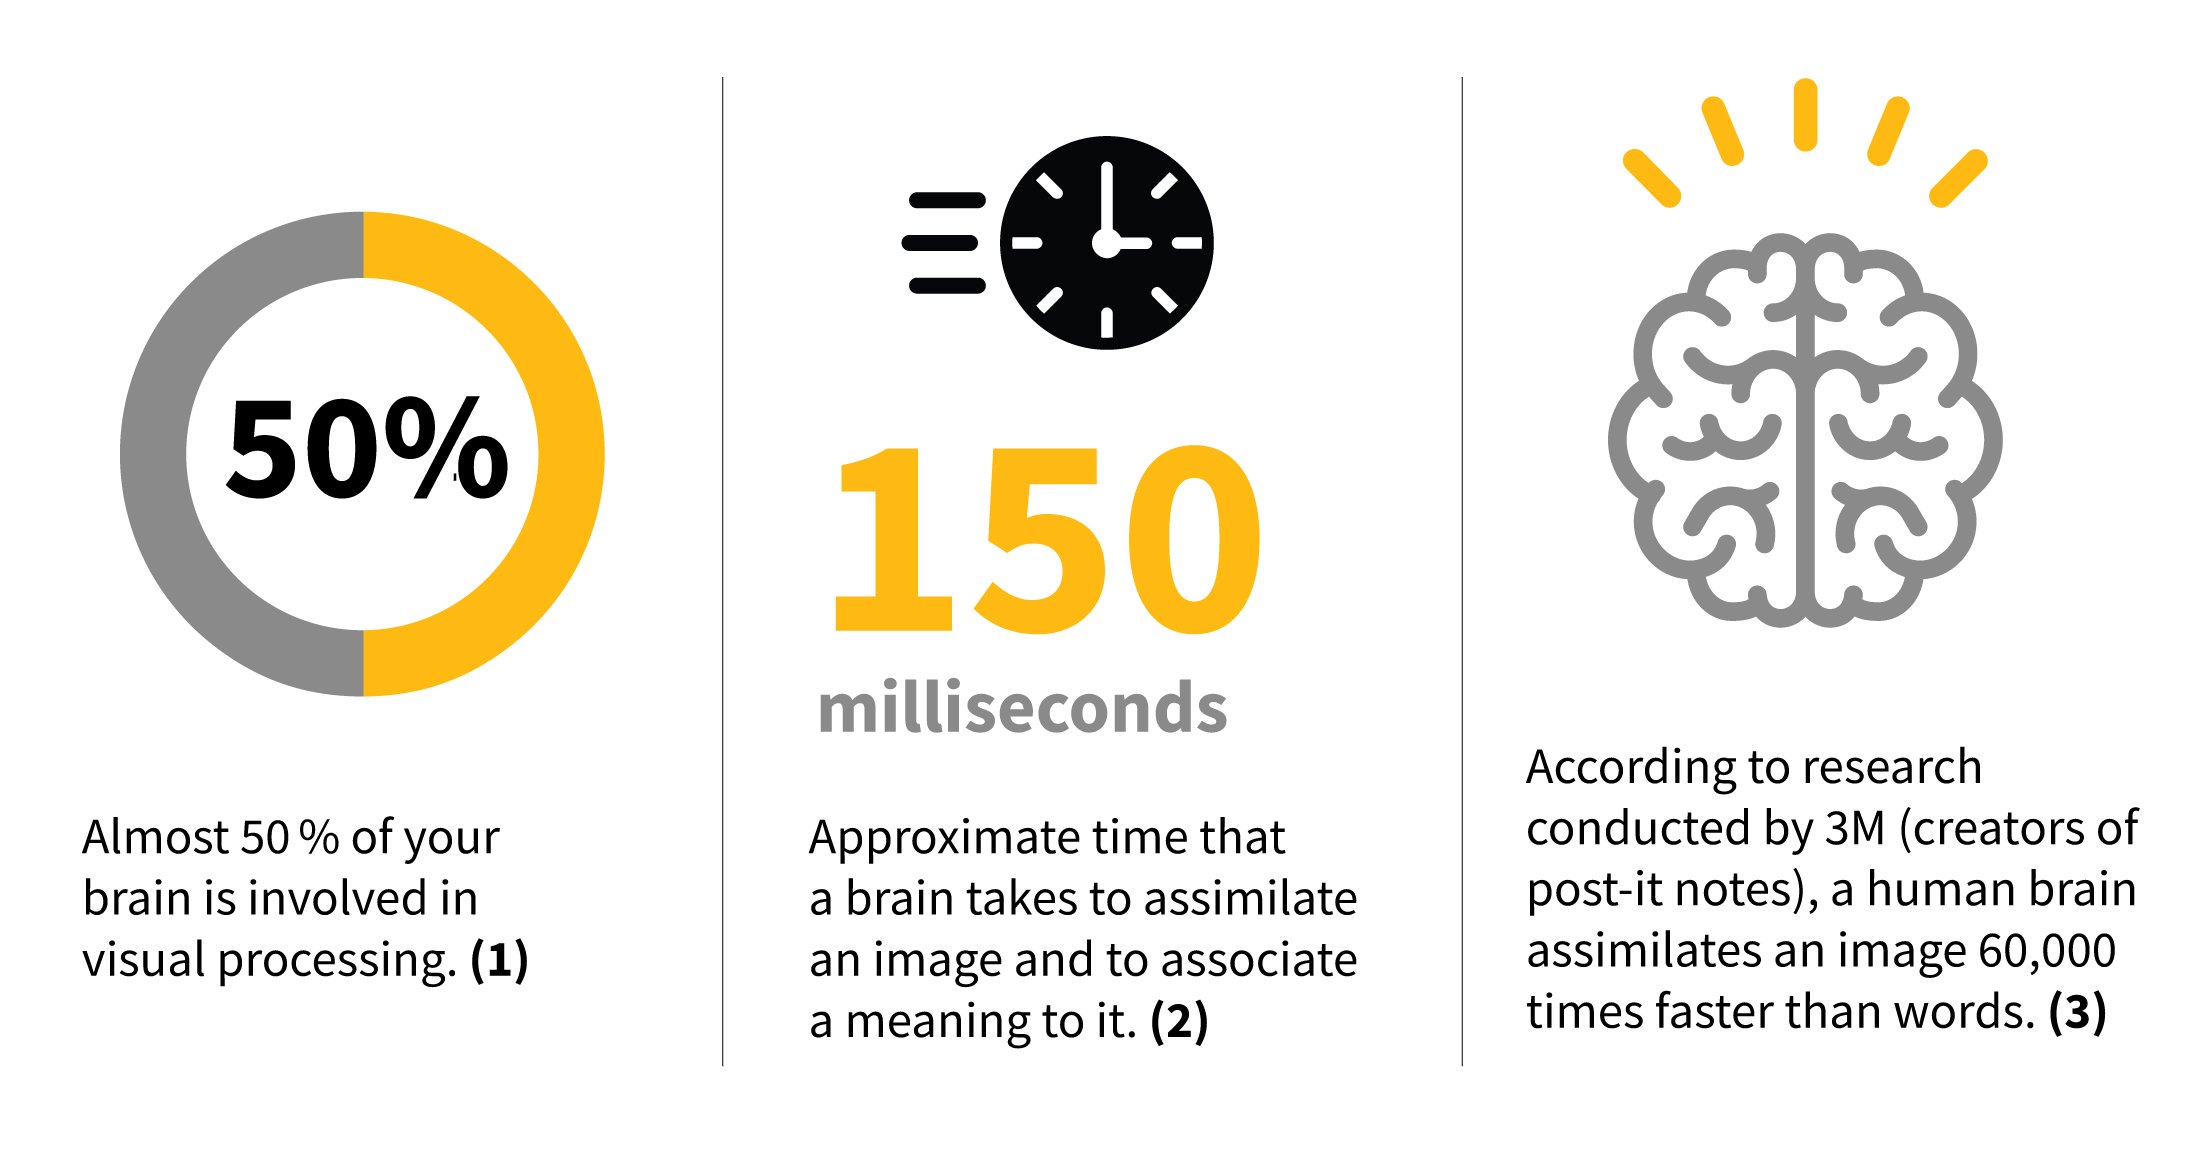 50%
Almost 50 % of your
brain is involved in
visual processing. (1)
150
milliseconds
Approximate time that
a brain takes to assimilate
an image and to associate
a meaning to it. (2)
According to research
conducted by 3M (creators of
post-it notes), a human brain
assimilates an image 60,000
times faster than words. (3)